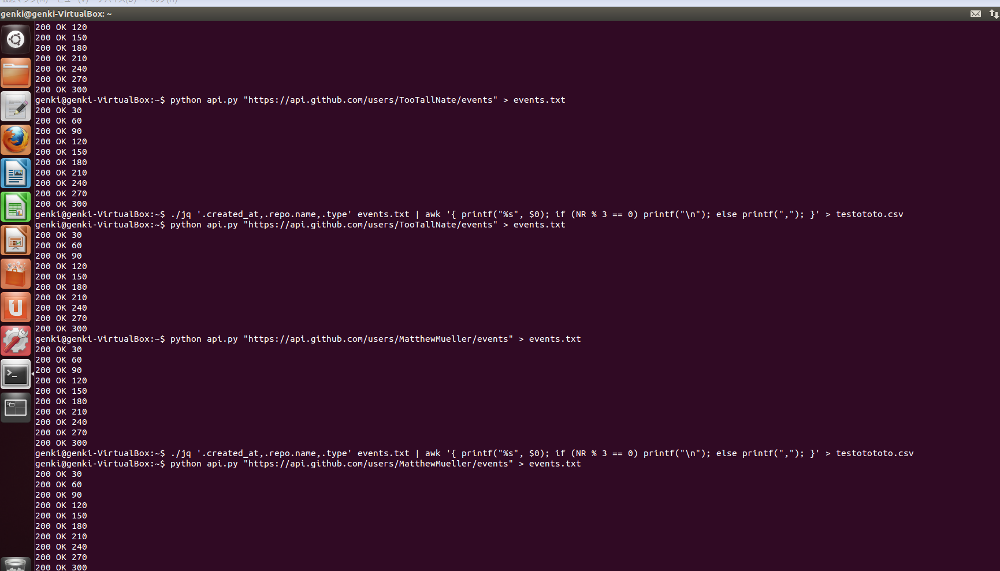 genki@genki-VirtualBox: ~
200 OK 120
200 OK 150
200 OK 180
200 OK 210
200 OK 240
200 OK 270
200 OK 300
genki@genki-VirtualBox:~$ python api.py "https://api.github.com/users/TooTallNate/events" > events.txt
200 OK 30
200 OK 60
200 OK 90
200 OK 120
200 OK 150
200 OK 180
200 OK 210
200 OK 240
200 OK 270
200 OK 300
genki@genki-VirtualBox:~$ ./jq '.created_at,.repo.name,.type' events.txt | awk '{ printf("%s", $0); if (NR % 3 == 0) printf("\n"); else printf(","); }' > testototo.csv
genki@genki-VirtualBox:~$ python api.py "https://api.github.com/users/TooTallNate/events" > events.txt
200 OK 30
200 OK 60
200 OK 90
200 OK 120
200 OK 150
200 OK 180
200 OK 210
200 OK 240
200 OK 270
200 OK 300
genki@genki-VirtualBox:~$ python api.py "https://api.github.com/users/MatthewMueller/events" > events.txt
200 OK 30
200 OK 60
200 OK 90
200 OK 120
200 OK 150
200 OK 180
200 OK 210
200 OK 240
200 OK 270
200 OK 300
genki@genki-VirtualBox:~$ ./jq '.created_at,.repo.name,.type' events.txt | awk '{ printf("%s", $0); if (NR % 3 == 0) printf("\n"); else printf(","); }' > testotototo.csv
genki@genki-VirtualBox:~$ python api.py "https://api.github.com/users/MatthewMueller/events" > events.txt
200 OK 30
200 OK 60
200 OK 90
200 OK 120
200 OK 150
200 OK 180
200 OK 210
200 OK 240
200 OK 270
200 OK 300